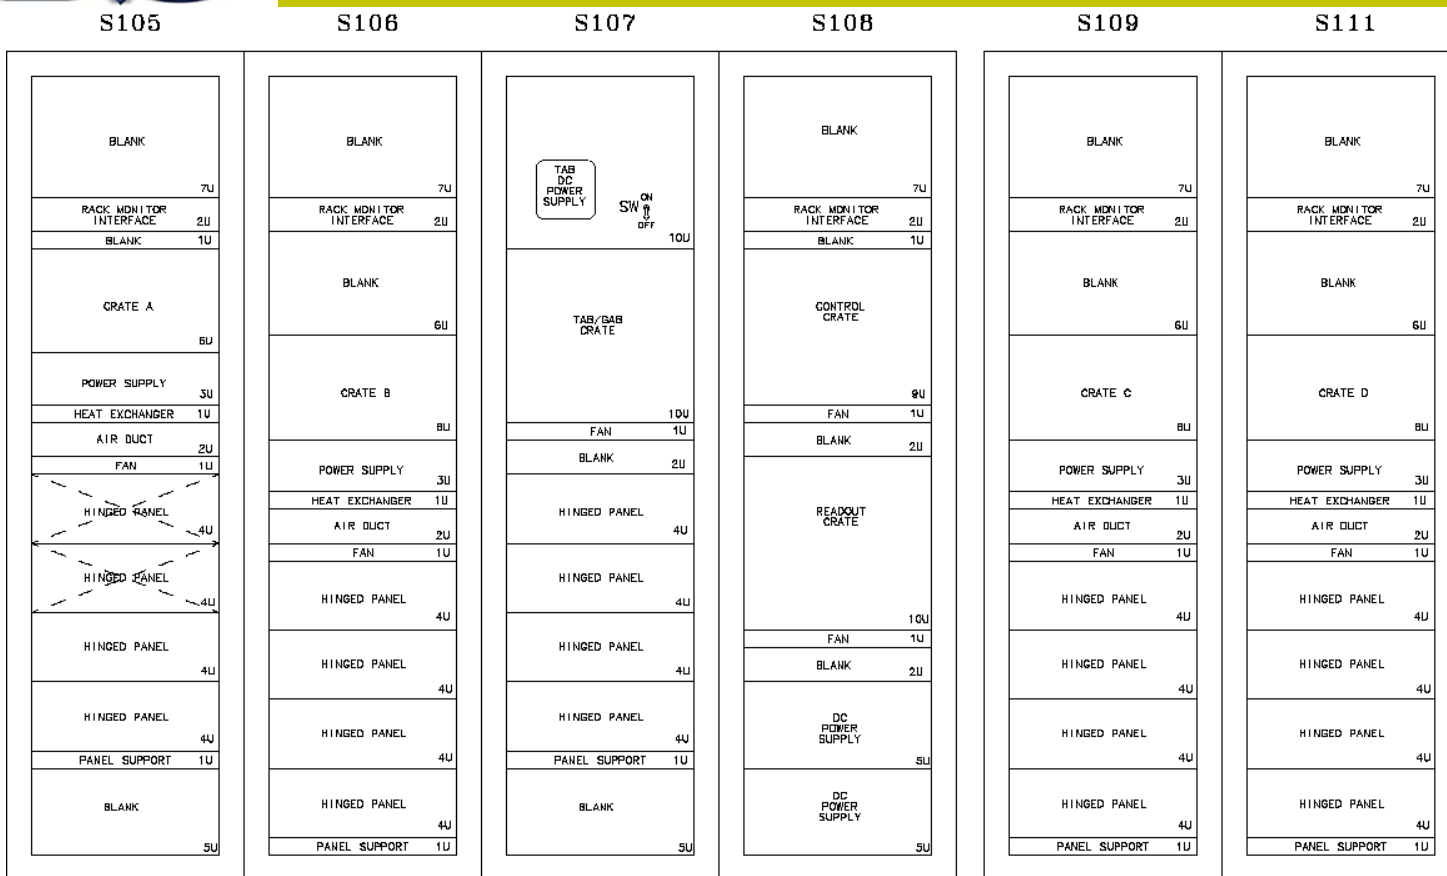 S105
BLANK
7U
RACK MONITOR
INTERFACE 2U
BLANK 1U
CRATE A
6U
POWER SUPPLY
3U
HEAT EXCHANGER 1U
AIR DUCT
2U
FAN 1U
HINGED PANEL
4U
HINGED PANEL
4U
HINGED PANEL
4U
HINGED PANEL
4U
PANEL SUPPORT 1U
BLANK
5U
S106
BLANK
7U
RACK MONITOR
INTERFACE 2U
BLANK
6U
CRATE B
6U
POWER SUPPLY
3U
HEAT EXCHANGER 1U
AIR DUCT
2U
FAN 1U
HINGED PANEL
4U
HINGED PANEL
4U
HINGED PANEL
4U
HINGED PANEL
4U
PANEL SUPPORT 1U
S107
TAB
DC
POWER
SUPPLY
ON
SW
OFF
10U
TAB/GAB
CRATE
10U
FAN 1U
BLANK
2U
HINGED PANEL
4U
HINGED PANEL
4U
HINGED PANEL
4U
HINGED PANEL
4U
PANEL SUPPORT 1U
BLANK
5U
S108
BLANK
7U
RACK MONITOR
INTERFACE 2U
BLANK 1U
CONTROL
CRATE
9U
FAN 1U
BLANK
2U
READOUT
CRATE
10U
FAN 1U
BLANK
2U
DC
POWER
SUPPLY
5U
DC
POWER
SUPPLY
5U
S109
BLANK
7U
RACK MONITOR
INTERFACE 2U
BLANK
6U
CRATE C
6U
POWER SUPPLY
3U
HEAT EXCHANGER 1U
AIR DUCT
2U
FAN 1U
HINGED PANEL
4U
HINGED PANEL
4U
HINGED PANEL
4U
HINGED PANEL
4U
PANEL SUPPORT 1U
S111
BLANK
7U
RACK MONITOR
INTERFACE 2U
BLANK
6U
CRATE D
6U
POWER SUPPLY
3U
HEAT EXCHANGER 1U
AIR DUCT
2U
FAN 1U
HINGED PANEL
4U
HINGED PANEL
4U
HINGED PANEL
4U
HINGED PANEL
4U
PANEL SUPPORT 1U